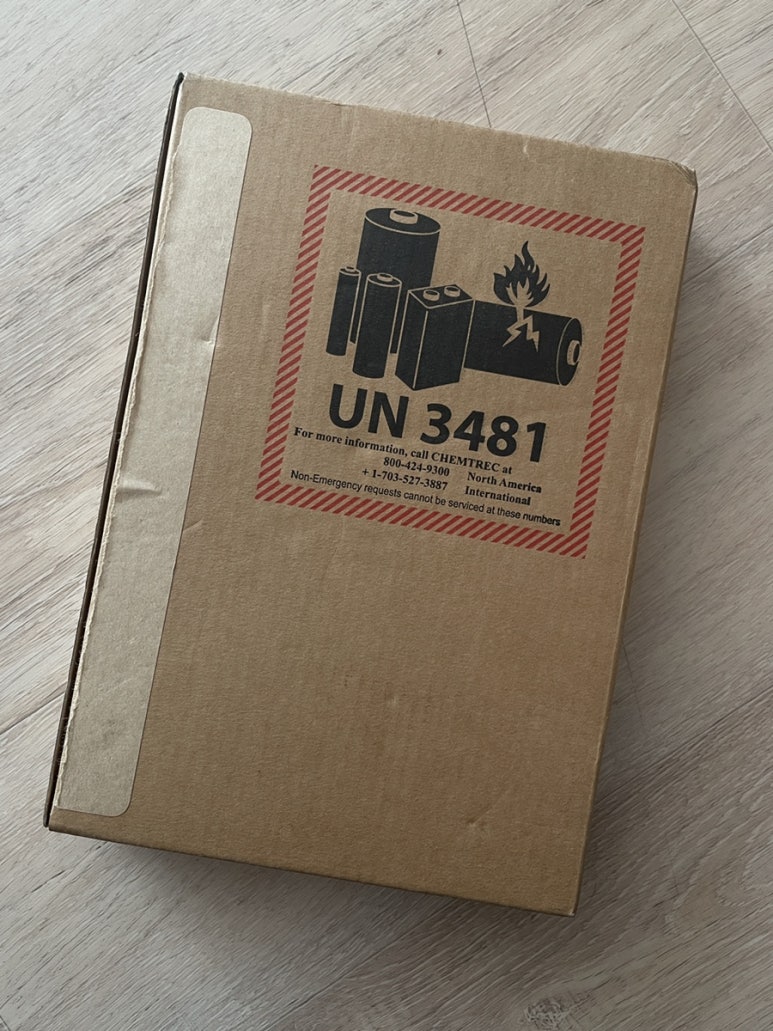 UN 3481
For more information, call CHEMTREC at
800-424-9300 North America
+ 1-703-527-3887 International
Non-Emergency requests cannot be serviced at these numbers